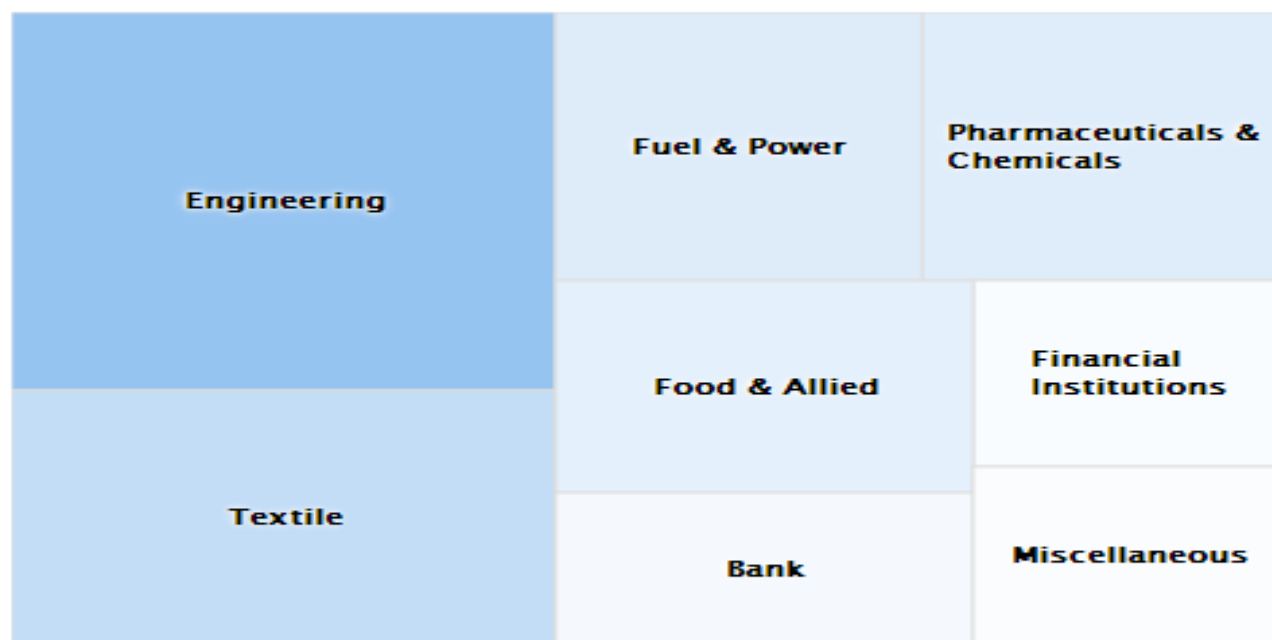 Engineering
Fuel & Power
Pharmaceuticals &
Chemicals
Food & Allied
Financial
Institutions
Textile
Bank
Miscellaneous